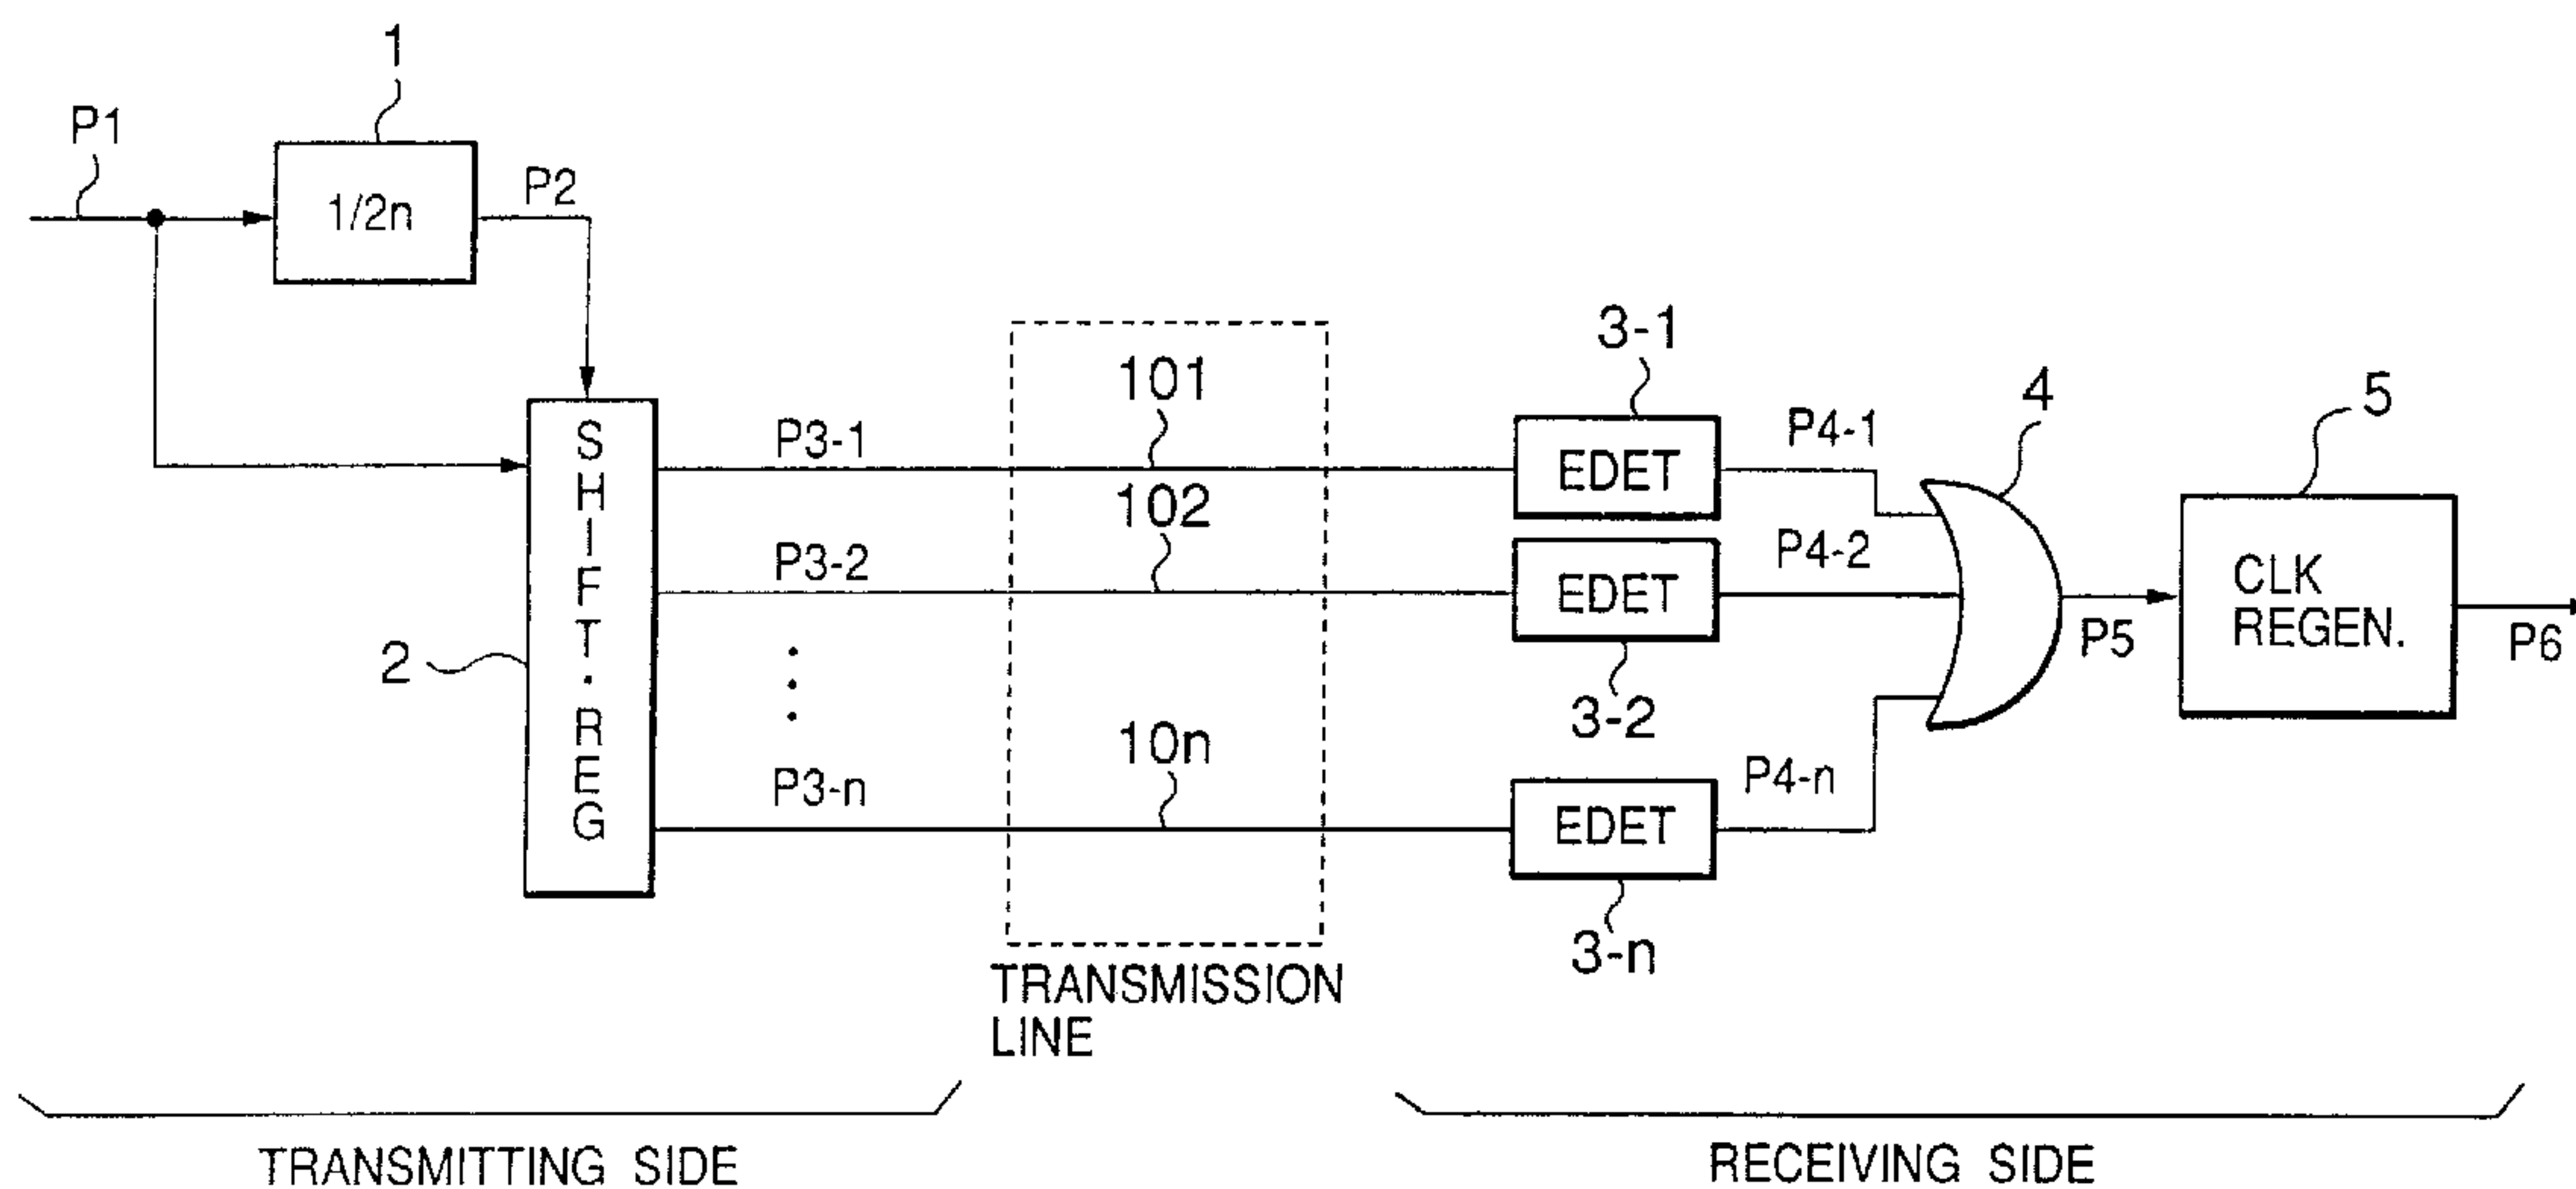 1
P1
1/2n
P2
SHIFT·REG
2
P3-1
P3-2
P3-n
101
102
10n
TRANSMISSION
LINE
3-1
EDET
EDET
3-2
EDET
3-n
P4-1
P4-2
P4-n
4
P5
5
CLK
REGEN.
P6
TRANSMITTING SIDE
RECEIVING SIDE